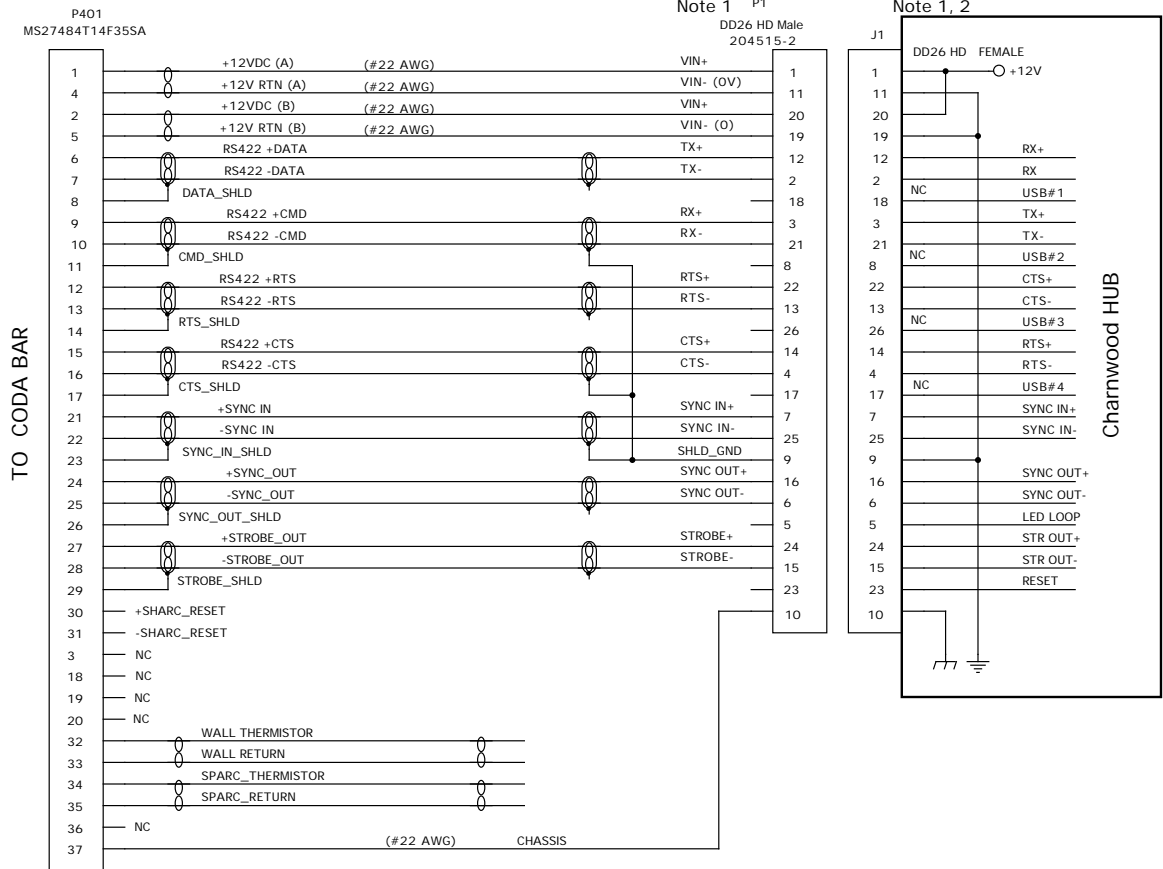 Note 1
P1
Note 1, 2
P401
MS27484T14F35SA
DD26 HD Male
204515-2
J1
DD26 HD FEMALE
1 +12VDC (A) (#22 AWG) VIN+ 1 1 +12V
4 +12V RTN (A) (#22 AWG) VIN- (0V) 11 11
2 +12VDC (B) (#22 AWG) VIN+ 20 20
5 +12V RTN (B) (#22 AWG) VIN- (0) 19 19
6 RS422 +DATA TX+ 12 12 RX+
7 RS422 -DATA TX- 2 2 RX
8 DATA_SHLD 18 18 NC USB#1
9 RS422 +CMD RX+ 3 3 TX+
10 RS422 -CMD RX- 21 21 TX-
11 CMD_SHLD 8 8 NC USB#2
12 RS422 +RTS RTS+ 22 22 CTS+
13 RS422 -RTS RTS- 13 13 CTS-
14 RTS_SHLD 26 26 NC USB#3
15 RS422 +CTS CTS+ 14 14 RTS+
16 RS422 -CTS CTS- 4 4 RTS-
17 CTS_SHLD 17 17 NC USB#4
21 +SYNC IN SYNC IN+ 7 7 SYNC IN+
22 -SYNC IN SYNC IN- 25 25 SYNC IN-
23 SYNC_IN_SHLD SHLD_GND 9 9
24 +SYNC_OUT SYNC OUT+ 16 16 SYNC OUT+
25 -SYNC_OUT SYNC OUT- 6 6 SYNC OUT-
26 SYNC_OUT_SHLD 5 5 LED LOOP
27 +STROBE_OUT STROBE+ 24 24 STR OUT+
28 -STROBE_OUT STROBE- 15 15 STR OUT-
29 STROBE_SHLD 23 23 RESET
30 +SHARC_RESET 10 10
31 -SHARC_RESET
3 NC
18 NC
19 NC
20 NC
32 WALL THERMISTOR
33 WALL RETURN
34 SPARC_THERMISTOR
35 SPARC_RETURN
36 NC
37 (#22 AWG) CHASSIS
TO CODA BAR
Charnwood HUB